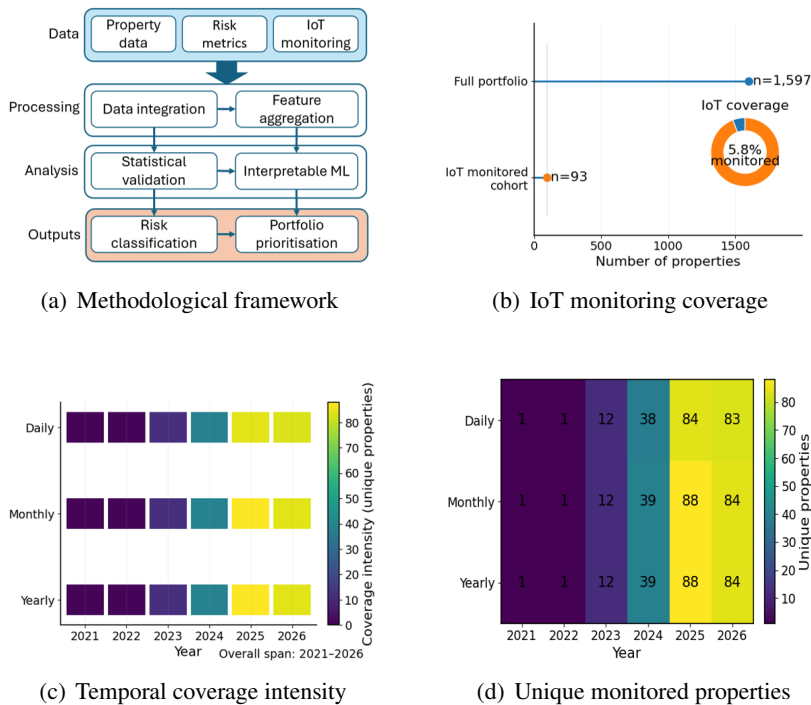 Data
Property
data
Risk
metrics
IoT
monitoring
Processing
Data integration
Feature
aggregation
Analysis
Statistical
validation
Interpretable ML
Outputs
Risk
classification
Portfolio
prioritisation
(a) Methodological framework
Full portfolio
n=1,597
IoT coverage
5.8%
monitored
IoT monitored
cohort
n=93
0
500
1000
1500
Number of properties
(b) IoT monitoring coverage
Daily
Monthly
Yearly
2021 2022 2023 2024 2025 2026
Year
Overall span: 2021–2026
80
70
60
50
40
30
20
10
0
Coverage intensity (unique properties)
(c) Temporal coverage intensity
Daily 1 1 12 38 84 83
Monthly 1 1 12 39 88 84
Yearly 1 1 12 39 88 84
2021 2022 2023 2024 2025 2026
Year
80
70
60
50
40
30
20
10
Unique properties
(d) Unique monitored properties